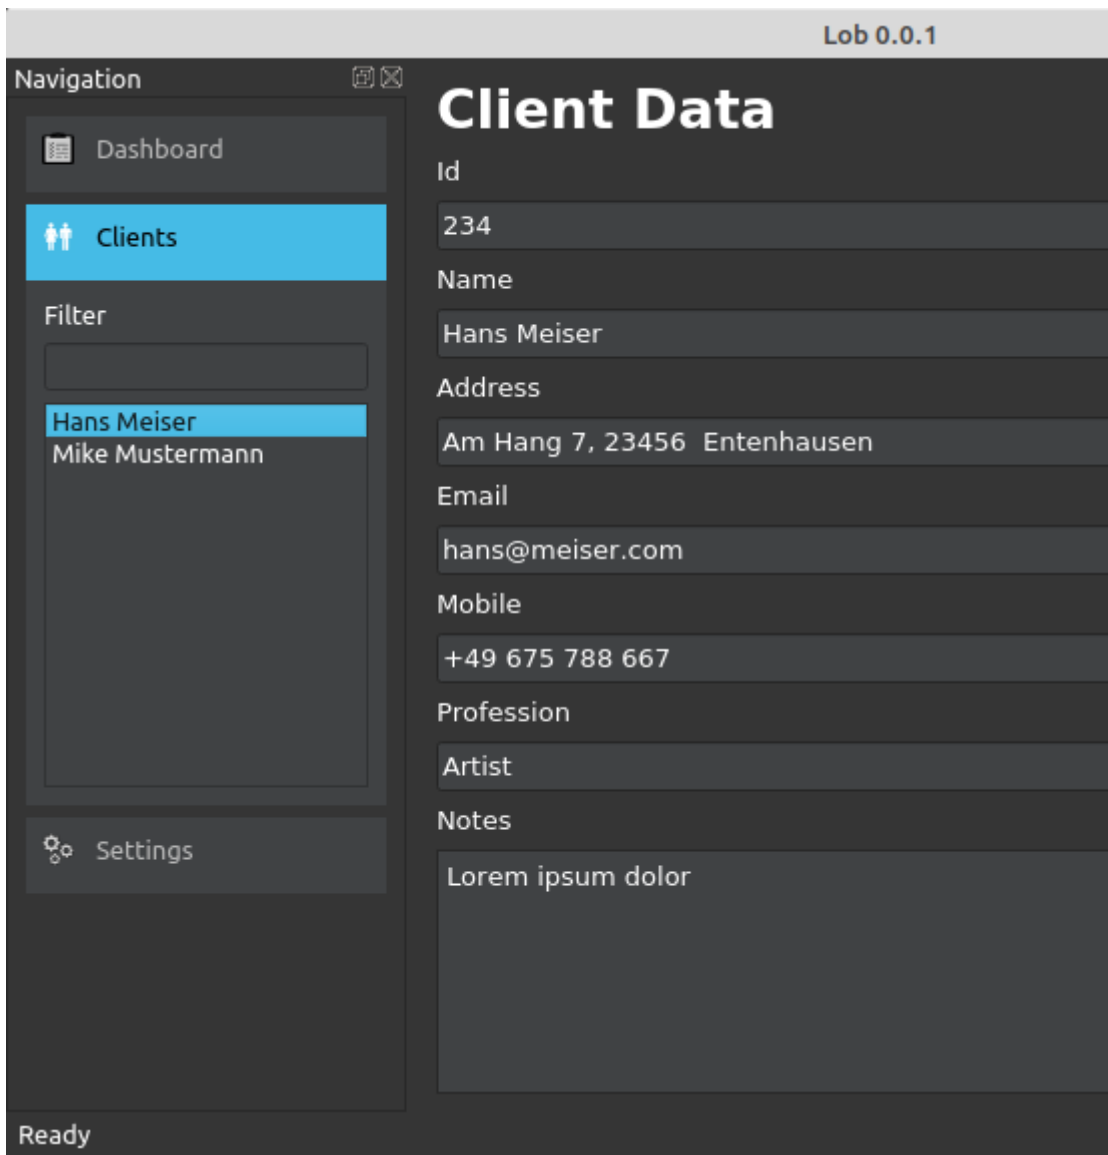 Lob 0.0.1
Navigation
Dashboard
Clients
Filter
Hans Meiser
Mike Mustermann
Settings
Client Data
Id
234
Name
Hans Meiser
Address
Am Hang 7, 23456  Entenhausen
Email
hans@meiser.com
Mobile
+49 675 788 667
Profession
Artist
Notes
Lorem ipsum dolor
Ready